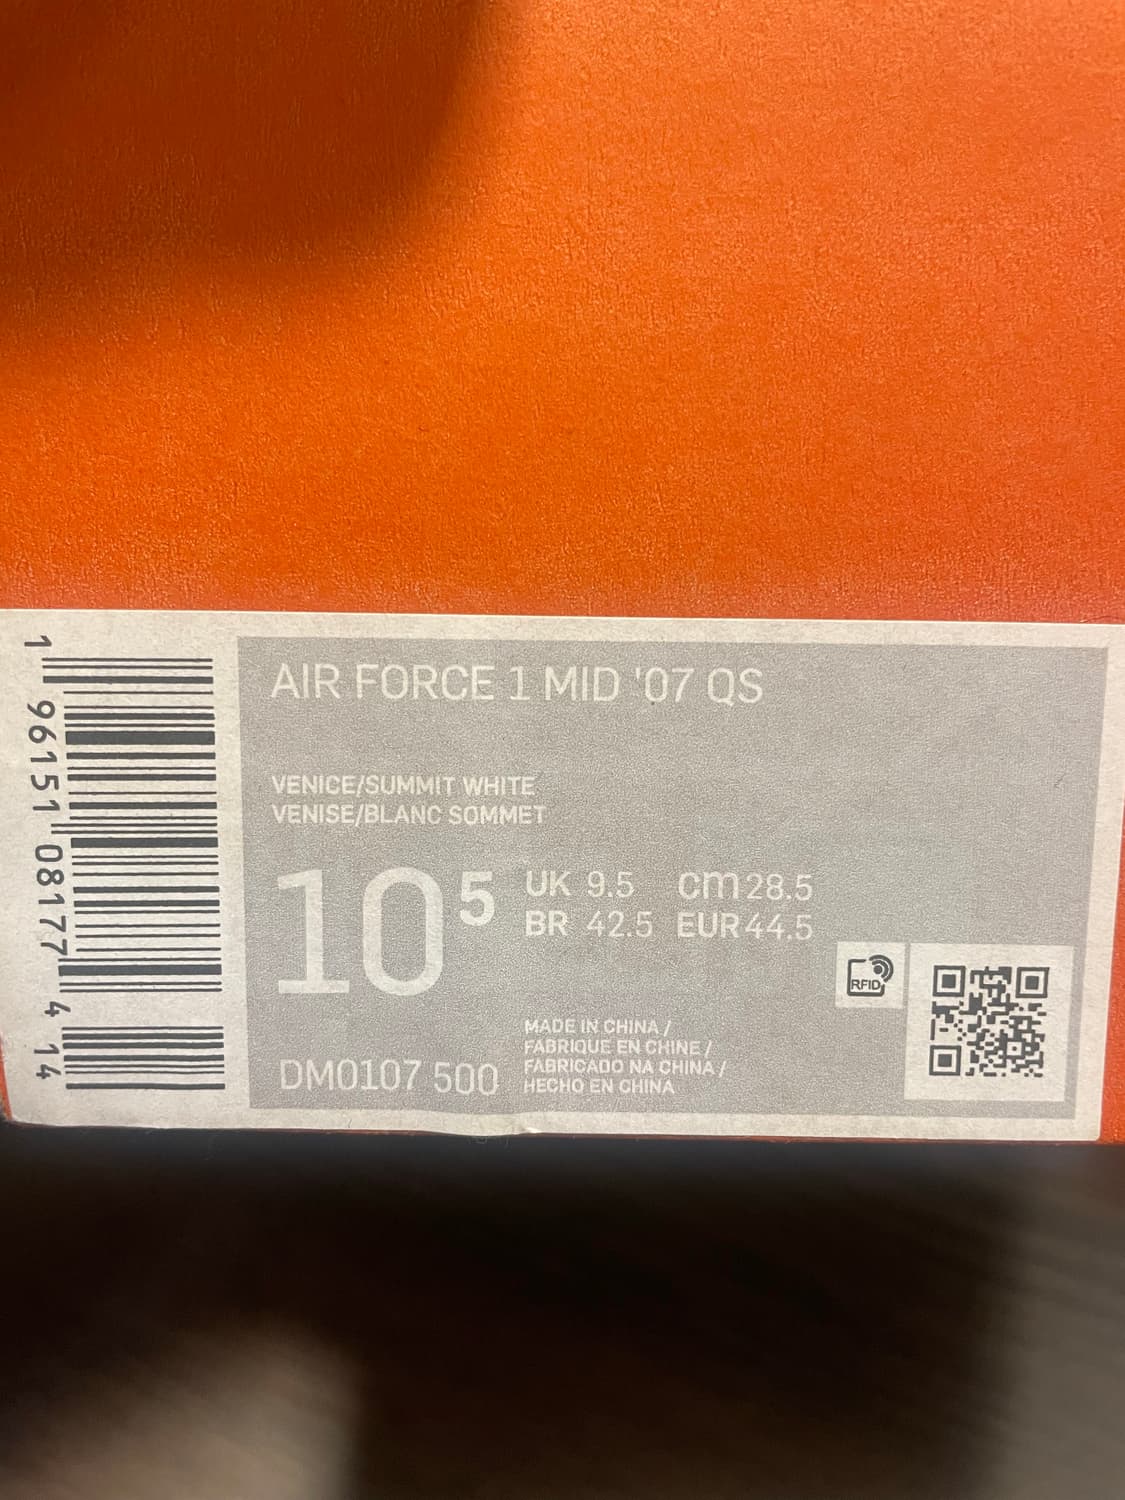 AIR FORCE 1 MID '07 QS
VENICE/SUMMIT WHITE
VENISE/BLANC SOMMET
10 5
UK 9.5 cm 28.5
BR 42.5 EUR 44.5
RFID
MADE IN CHINA /
FABRIQUE EN CHINE /
FABRICADO NA CHINA /
HECHO EN CHINA
DM0107 500
1 96151 08177 4 14